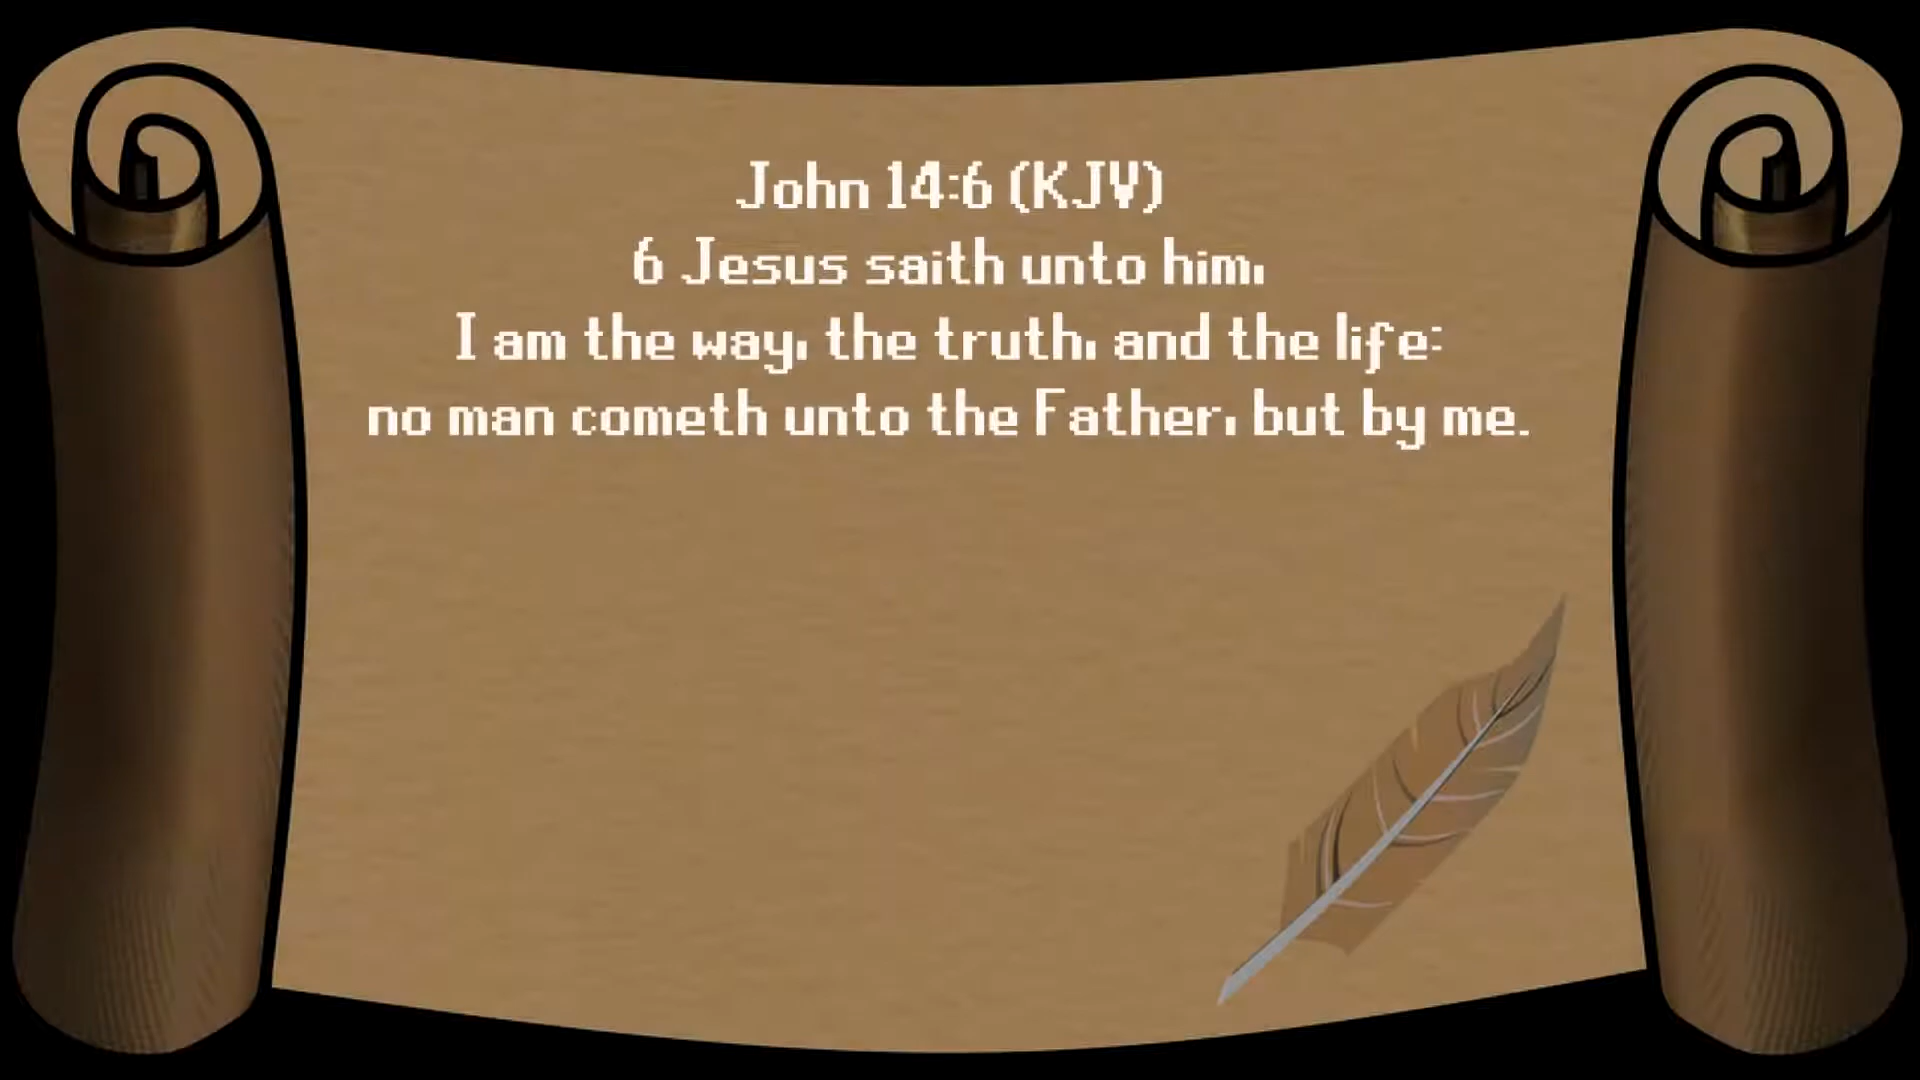 John 14:6 (KJV)
6 Jesus saith unto him,
I am the way, the truth, and the life:
no man cometh unto the Father, but by me.